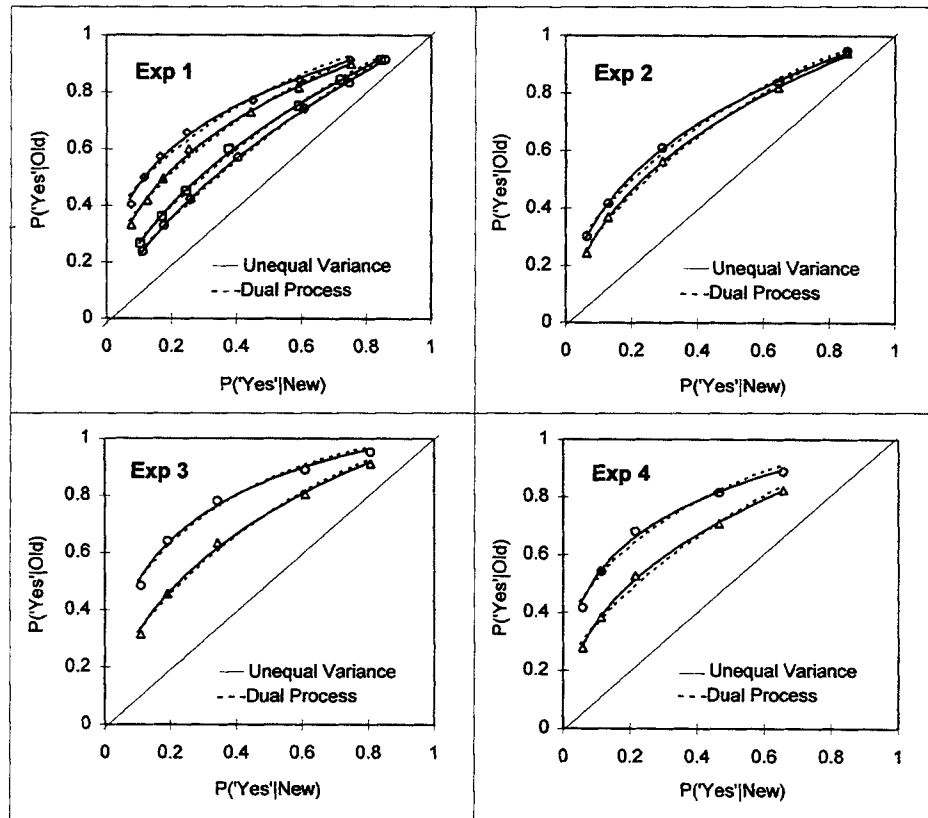 Exp 1
P('Yes'|Old)
1
0.8
0.6
0.4
0.2
0
Unequal Variance
Dual Process
0 0.2 0.4 0.6 0.8 1
P('Yes'|New)
Exp 2
P('Yes'|Old)
1
0.8
0.6
0.4
0.2
0
Unequal Variance
Dual Process
0 0.2 0.4 0.6 0.8 1
P('Yes'|New)
Exp 3
P('Yes'|Old)
1
0.8
0.6
0.4
0.2
0
Unequal Variance
Dual Process
0 0.2 0.4 0.6 0.8 1
P('Yes'|New)
Exp 4
P('Yes'|Old)
1
0.8
0.6
0.4
0.2
0
Unequal Variance
Dual Process
0 0.2 0.4 0.6 0.8 1
P('Yes'|New)